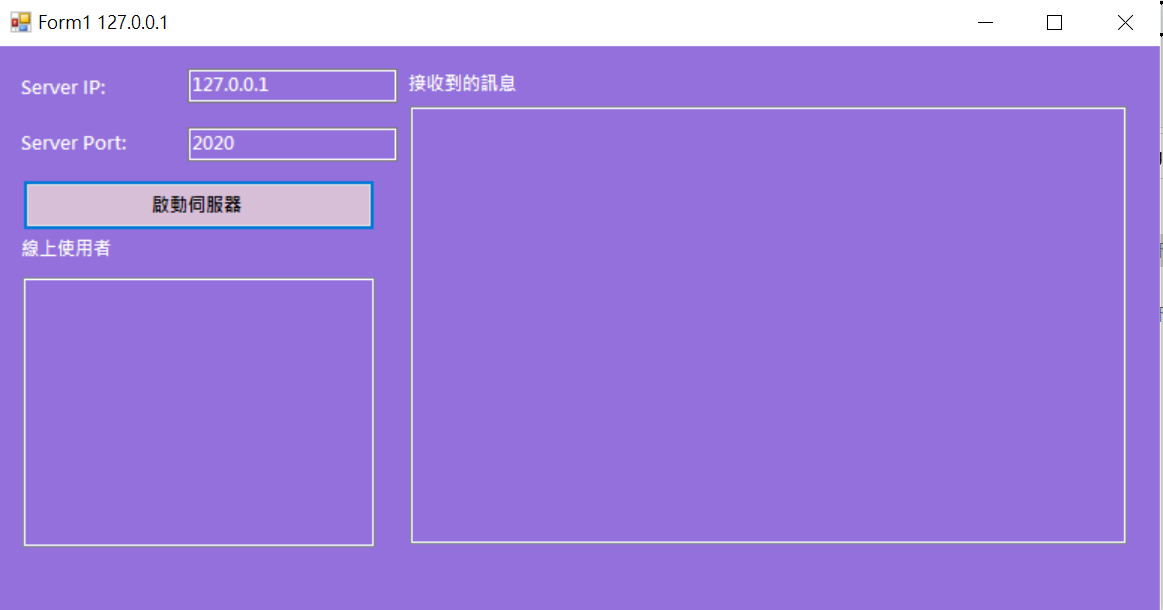 Form1 127.0.0.1
Server IP:
127.0.0.1
接收到的訊息
Server Port:
2020
啟動伺服器
線上使用者